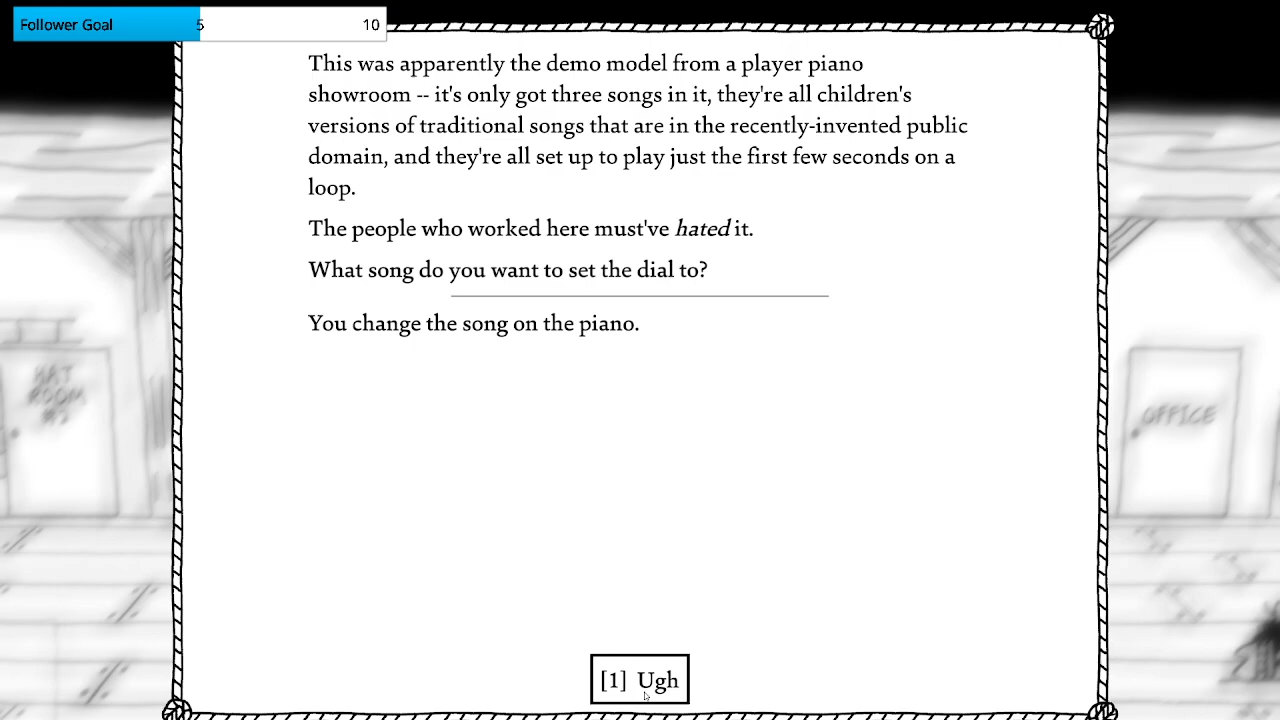 Follower Goal 5 10
This was apparently the demo model from a player piano
showroom -- it's only got three songs in it, they're all children's
versions of traditional songs that are in the recently-invented public
domain, and they're all set up to play just the first few seconds on a
loop.
The people who worked here must've hated it.
What song do you want to set the dial to?
You change the song on the piano.
ROOM
OFFICE
[1] Ugh